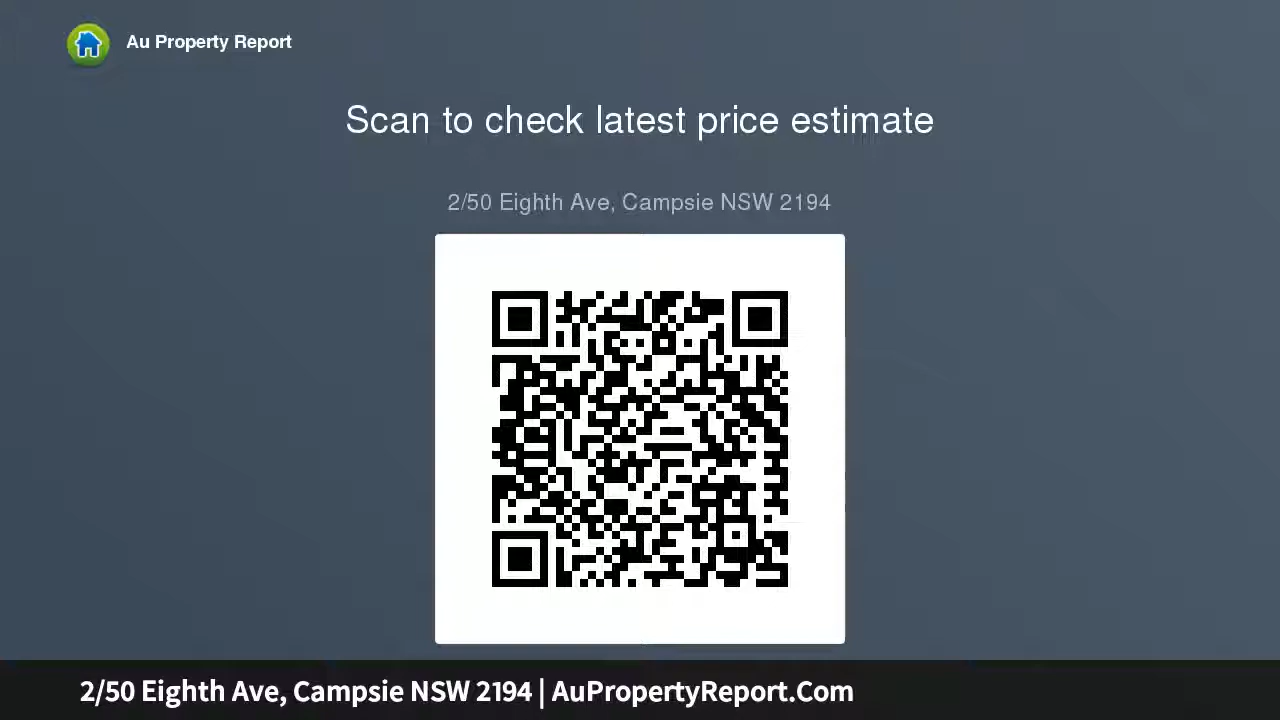 Au Property Report
Scan to check latest price estimate
2/50 Eighth Ave, Campsie NSW 2194
2/50 Eighth Ave, Campsie NSW 2194 | AuPropertyReport.Com